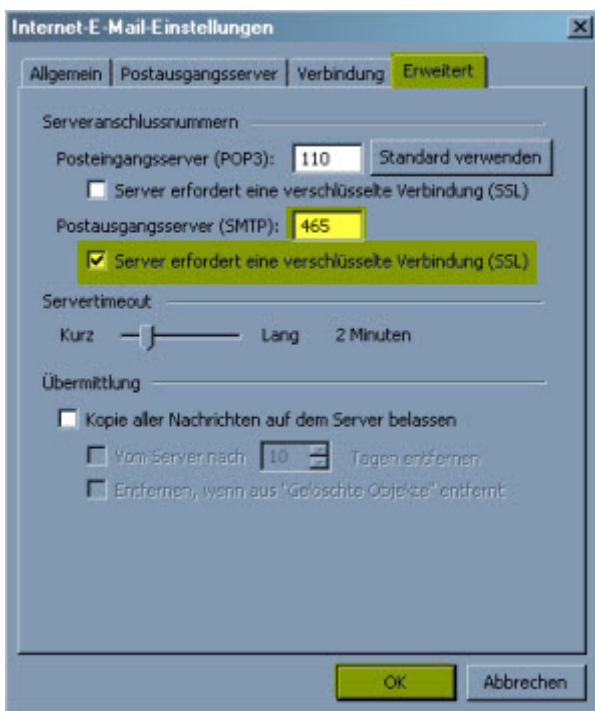 Internet-E-Mail-Einstellungen
Allgemein Postausgangsserver Verbindung Erweitert
Serveranschlussnummern
Posteingangsserver (POP3): 110 Standard verwenden
Server erfordert eine verschlüsselte Verbindung (SSL)
Postausgangsserver (SMTP): 465
Server erfordert eine verschlüsselte Verbindung (SSL)
Servertimeout
Kurz Lang 2 Minuten
Übermittlung
Kopie aller Nachrichten auf dem Server belassen
Vom Server nach 10 Tagen entfernen
Entfernen, wenn aus "Gelöschte Objekte" entfernt
OK Abbrechen